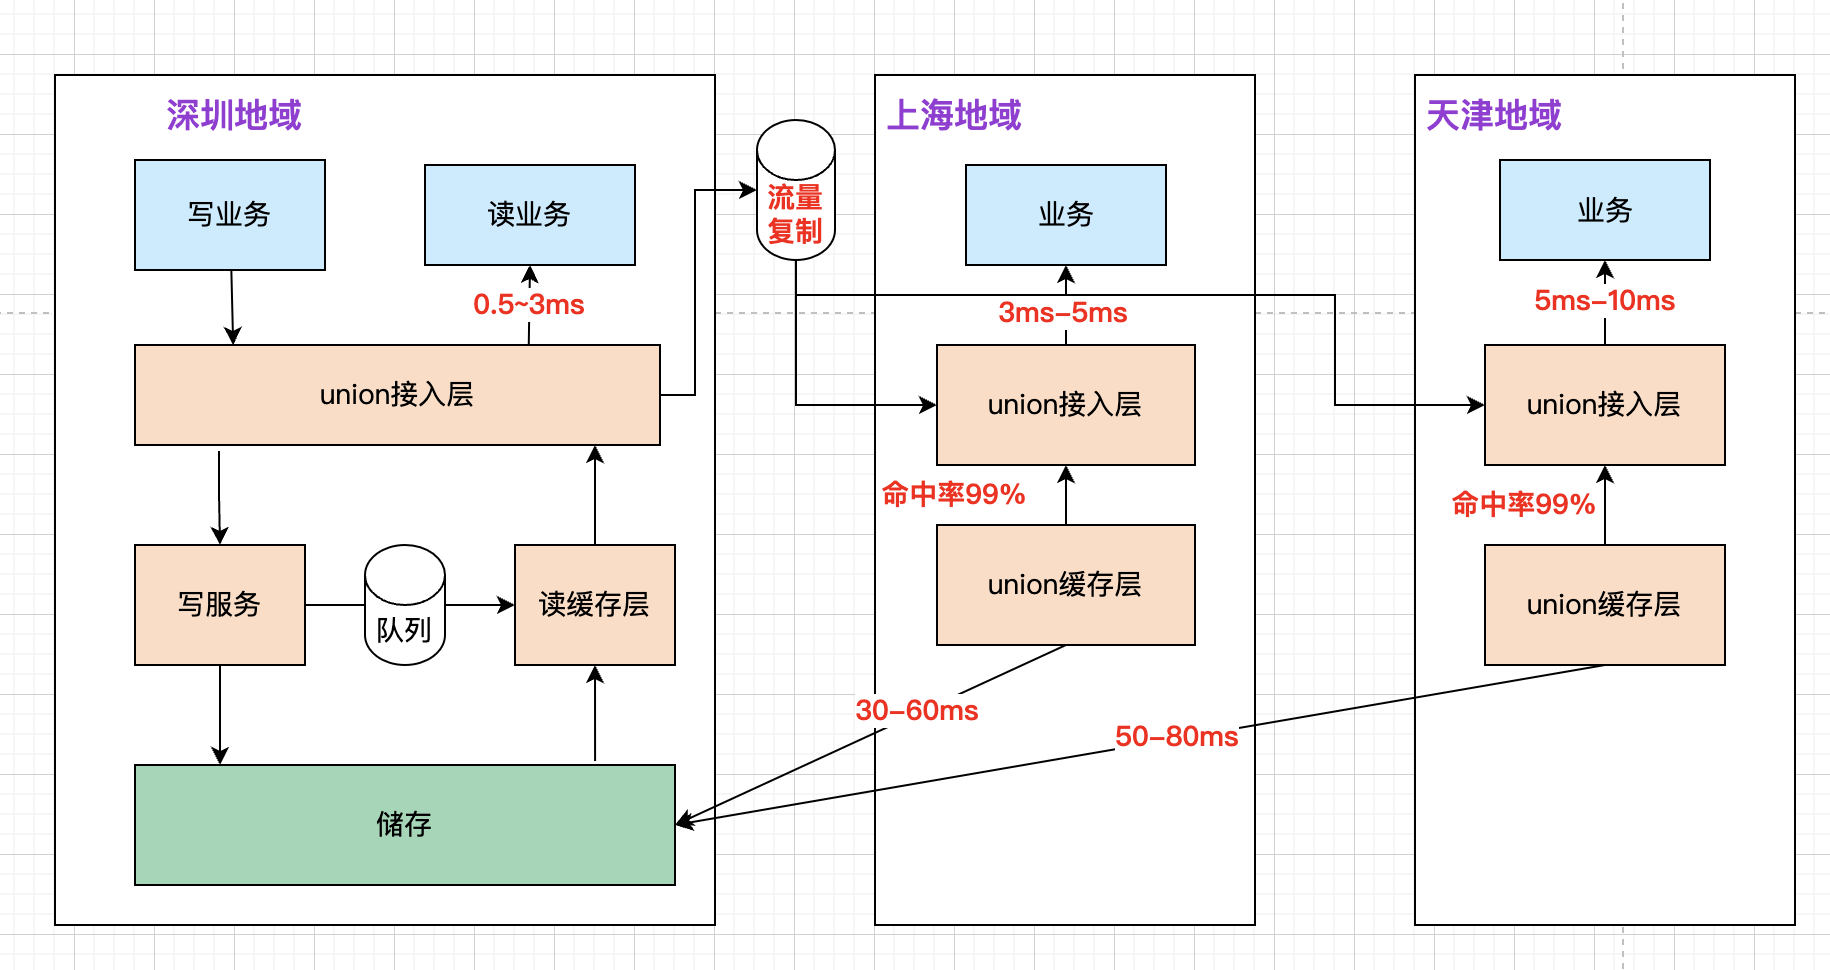 深圳地域
写业务
读业务
0.5~3ms
union接入层
写服务
队列
读缓存层
储存
流量
复制
上海地域
业务
3ms-5ms
union接入层
命中率99%
union缓存层
30-60ms
天津地域
业务
5ms-10ms
union接入层
命中率99%
union缓存层
50-80ms